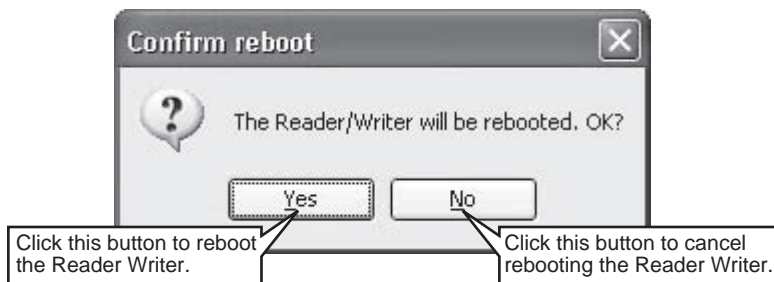 Confirm reboot
The Reader/Writer will be rebooted. OK?
Yes No
Click this button to reboot
the Reader Writer.
Click this button to cancel
rebooting the Reader Writer.